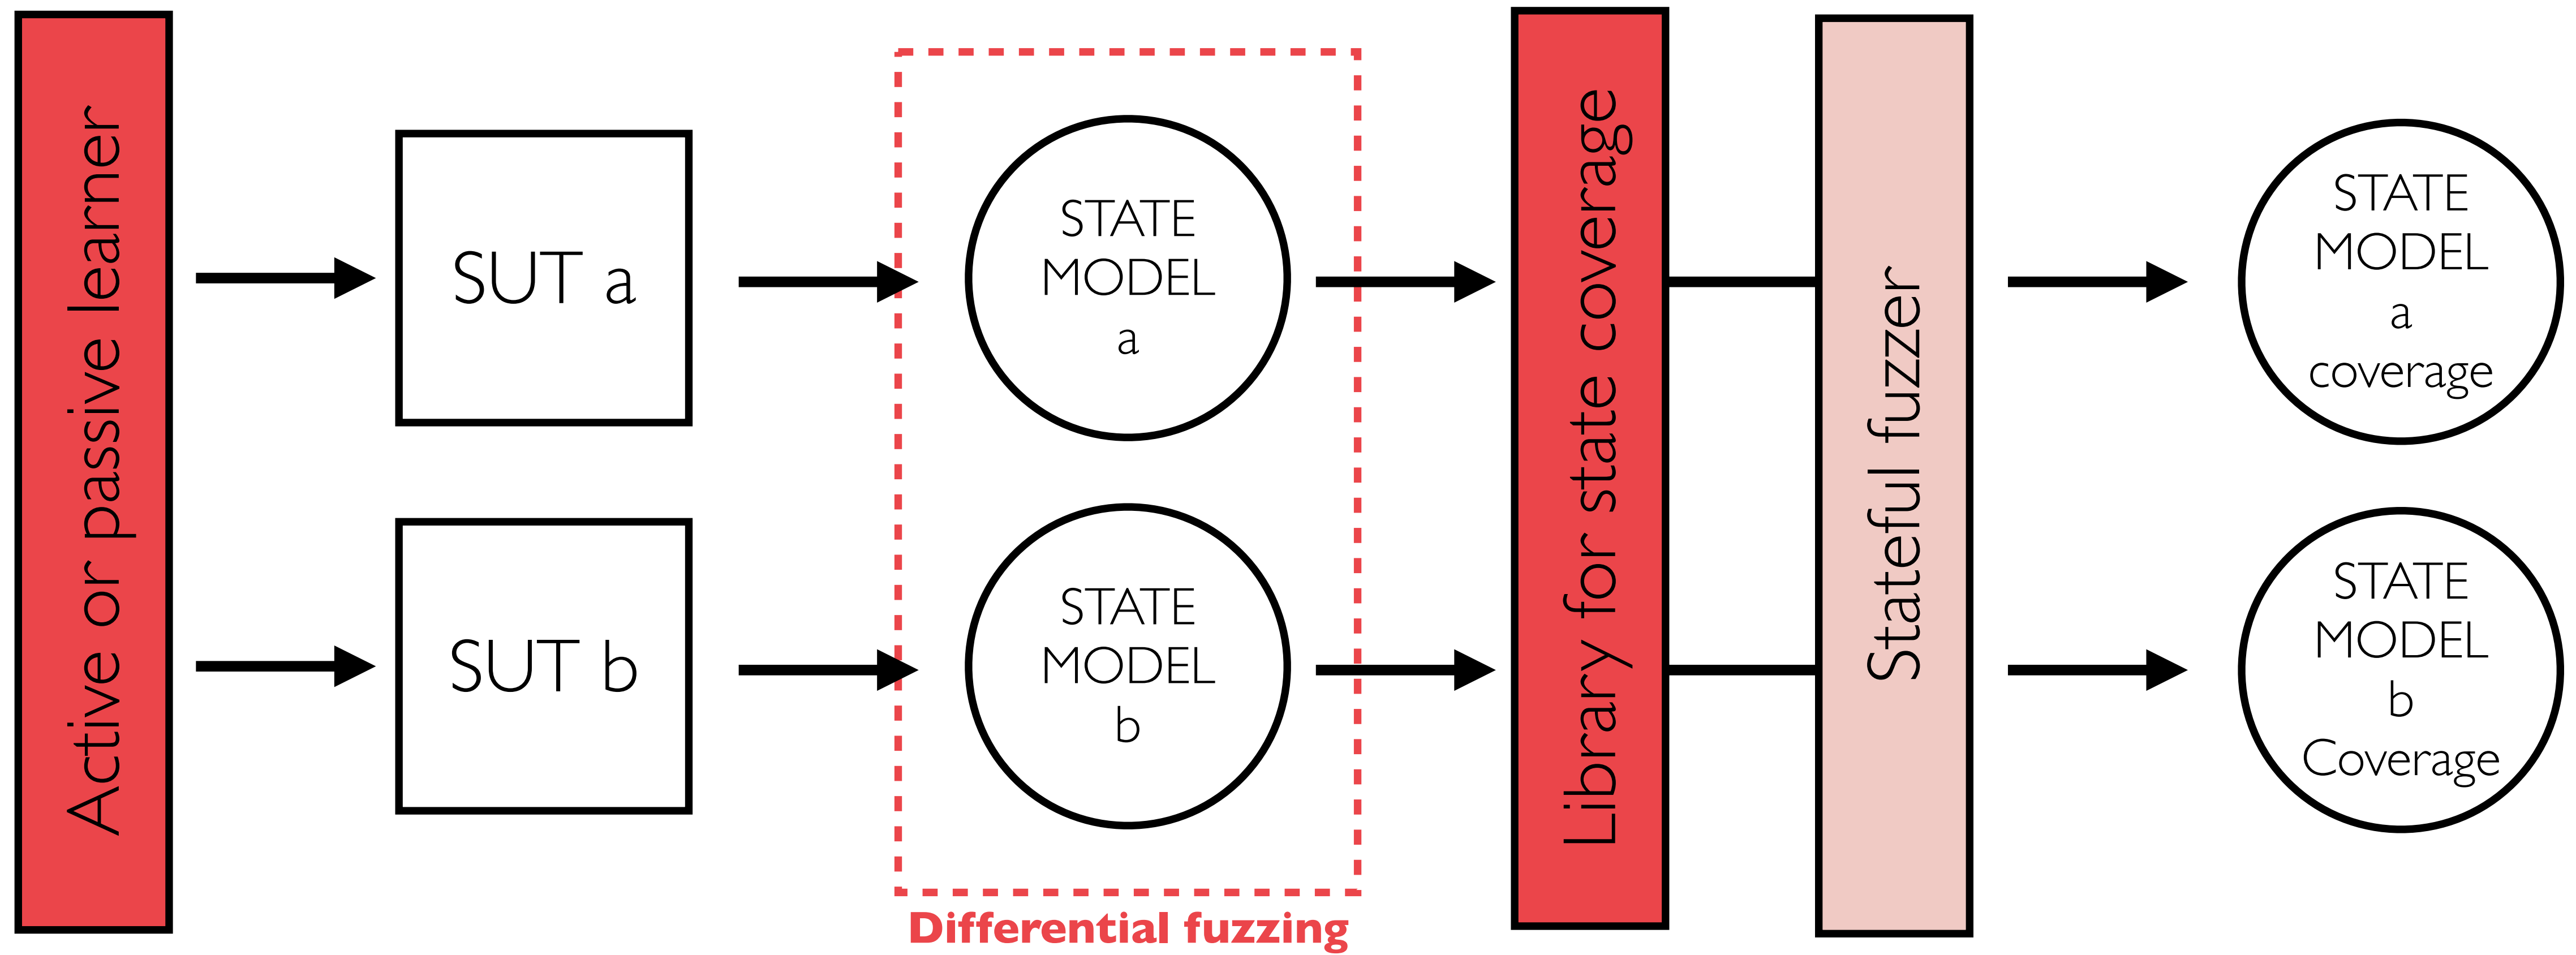 Active or passive learner
SUT a
SUT b
STATE
MODEL
a
STATE
MODEL
b
Differential fuzzing
Library for state coverage
Stateful fuzzer
STATE
MODEL
a
coverage
STATE
MODEL
b
Coverage